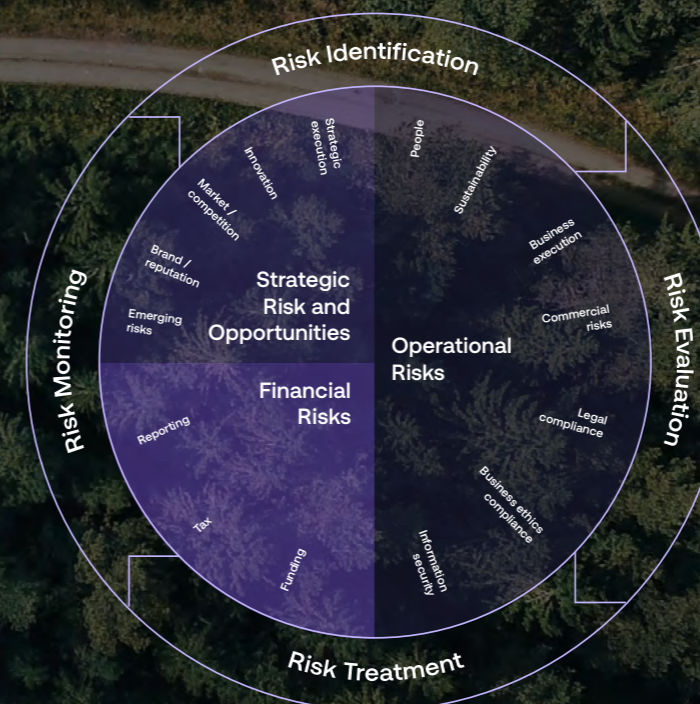 Risk Identification
Strategic
execution
Innovation
Market /
competition
Brand /
reputation
Emerging
risks
Strategic
Risk and
Opportunities
People
Sustainability
Business
execution
Commercial
risks
Operational
Risks
Legal
compliance
Business ethics
compliance
Information
security
Financial
Risks
Reporting
Tax
Funding
Risk Evaluation
Risk Treatment
Risk Monitoring